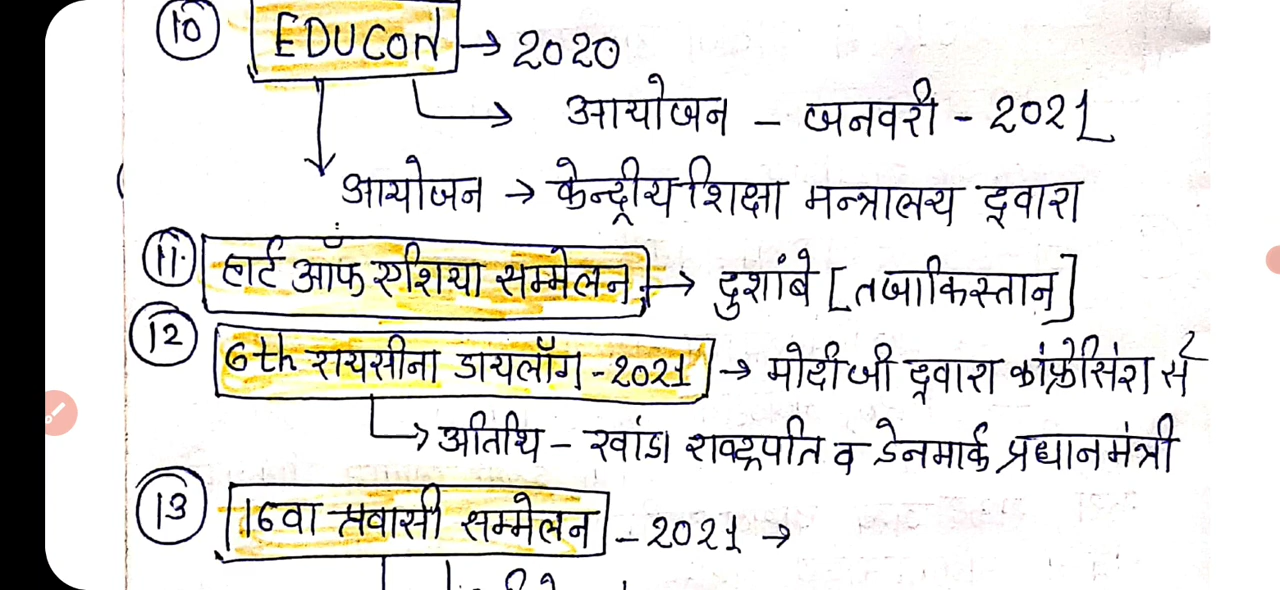 10 EDUCON → 2020
→ आयोजन – जनवरी - 2021
आयोजन → केन्द्रीय शिक्षा मन्त्रालय द्वारा
11. हार्ट ऑफ एशिया सम्मेलन → दुशांबे [तजाकिस्तान]
12 6th रायसीना डायलॉग - 2021 → मोदी जी द्वारा कांफ्रेसिंग से
→ अतिथि – रवांडा राष्ट्रपति व डेनमार्क प्रधानमंत्री
13 16वा प्रवासी सम्मेलन – 2021 →